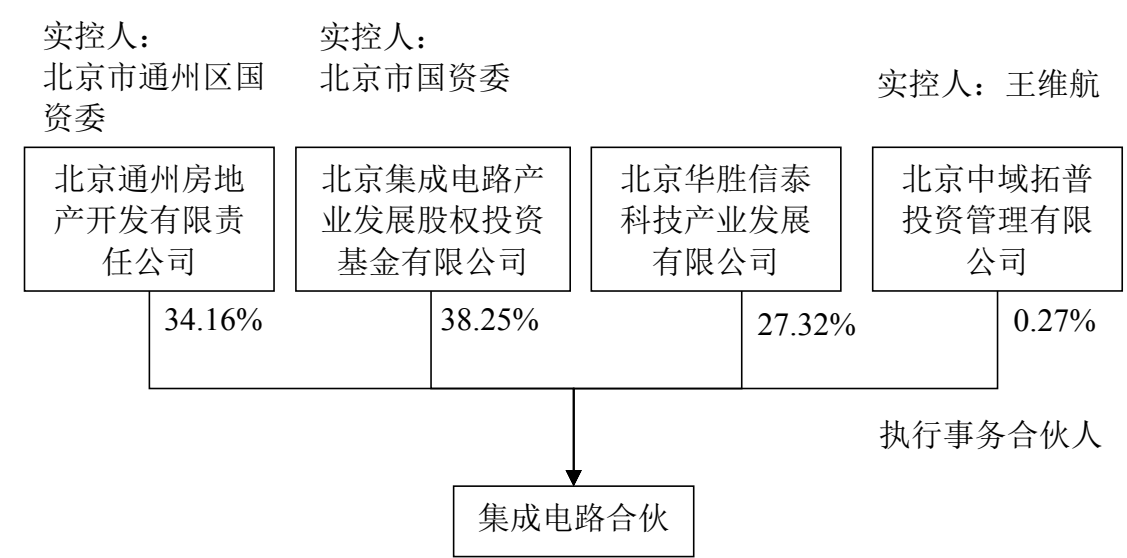 实控人：
北京市通州区国
资委
实控人：
北京市国资委
实控人：王维航
北京通州房地
产开发有限责
任公司
北京集成电路产
业发展股权投资
基金有限公司
北京华胜信泰
科技产业发展
有限公司
北京中域拓普
投资管理有限
公司
34.16%
38.25%
27.32%
0.27%
执行事务合伙人
集成电路合伙